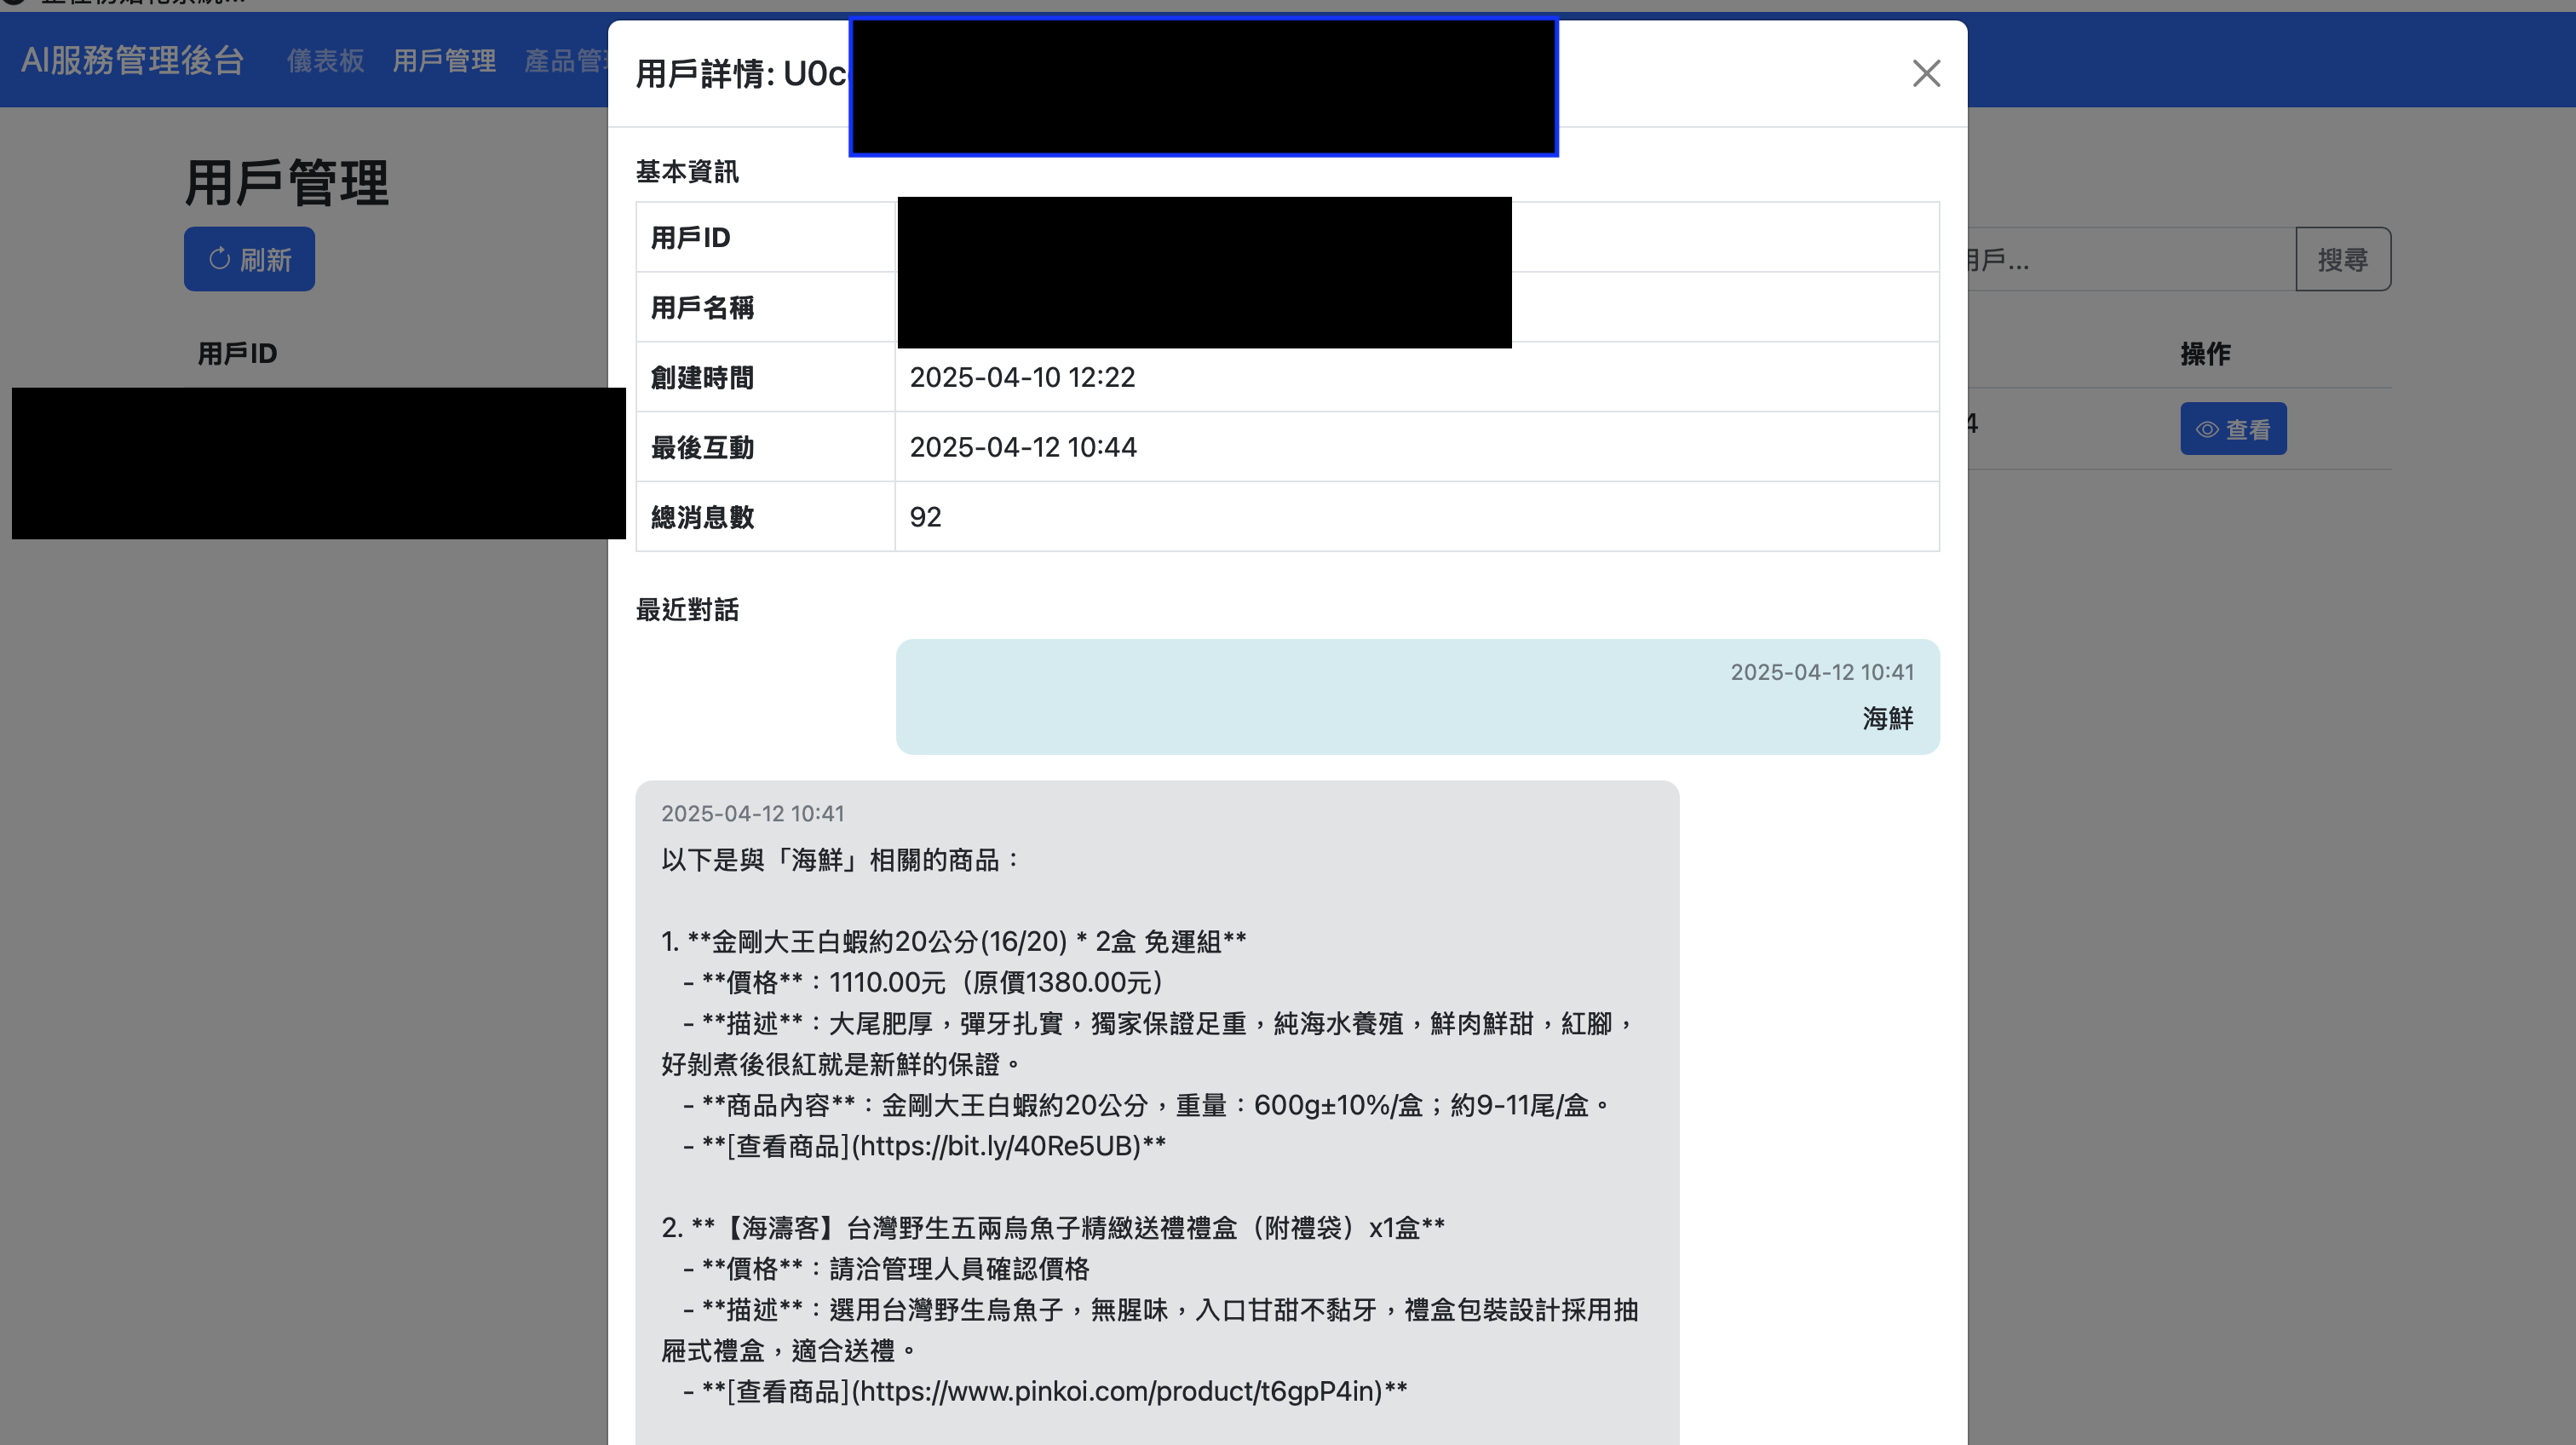 AI服務管理後台 儀表板 用戶管理 產品管
用戶管理
刷新
用戶ID
用戶詳情: U0c
基本資訊
用戶ID
用戶名稱
創建時間 2025-04-10 12:22
最後互動 2025-04-12 10:44
總消息數 92
最近對話
2025-04-12 10:41
海鮮
2025-04-12 10:41
以下是與「海鮮」相關的商品：
1. **金剛大王白蝦約20公分(16/20) * 2盒 免運組**
- **價格**：1110.00元（原價1380.00元）
- **描述**：大尾肥厚，彈牙扎實，獨家保證足重，純海水養殖，鮮肉鮮甜，紅腳，
好剝煮後很紅就是新鮮的保證。
- **商品內容**：金剛大王白蝦約20公分，重量：600g±10%/盒；約9-11尾/盒。
- **[查看商品](https://bit.ly/40Re5UB)**
2. **【海濤客】台灣野生五兩烏魚子精緻送禮禮盒（附禮袋）x1盒**
- **價格**：請洽管理人員確認價格
- **描述**：選用台灣野生烏魚子，無腥味，入口甘甜不黏牙，禮盒包裝設計採用抽
屜式禮盒，適合送禮。
- **[查看商品](https://www.pinkoi.com/product/t6gpP4in)**
戶...
搜尋
操作
4
查看